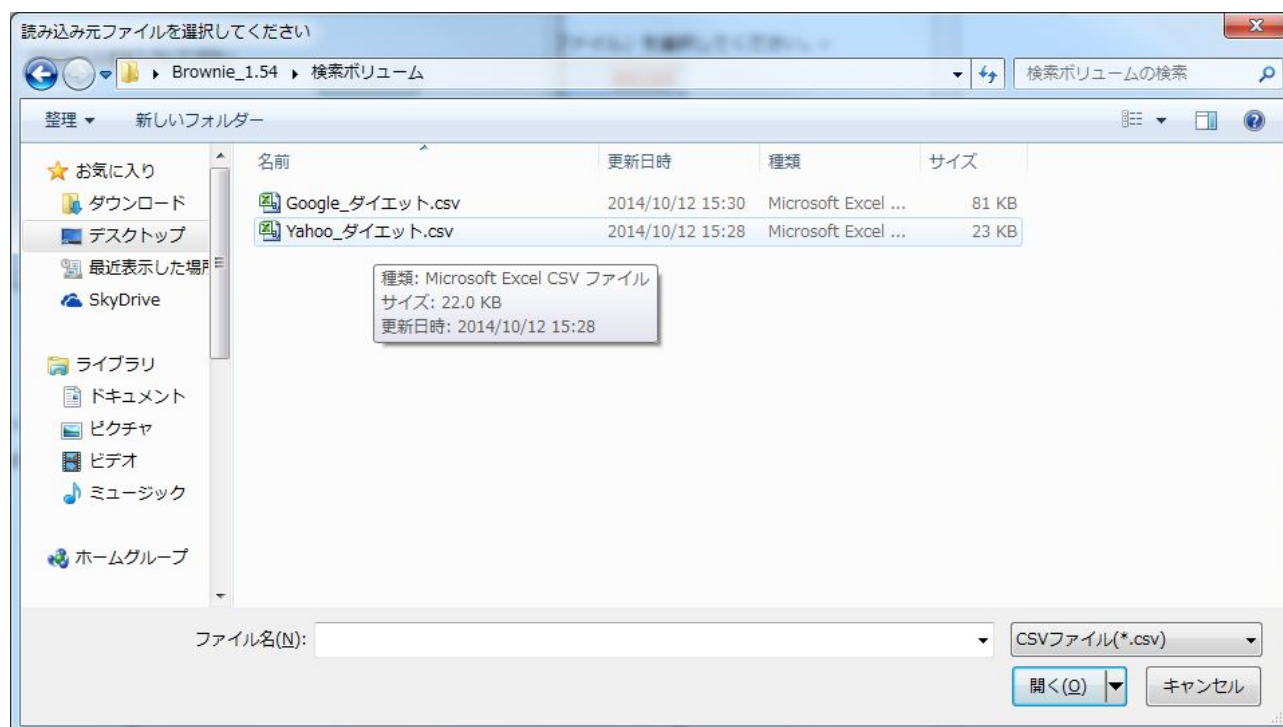 読み込み元ファイルを選択してください
Brownie_1.54 検索ボリューム
検索ボリュームの検索
整理 新しいフォルダー
名前 更新日時 種類 サイズ
お気に入り
ダウンロード
デスクトップ
最近表示した場所
SkyDrive
ライブラリ
ドキュメント
ピクチャ
ビデオ
ミュージック
ホームグループ
Google_ダイエット.csv 2014/10/12 15:30 Microsoft Excel ... 81 KB
Yahoo_ダイエット.csv 2014/10/12 15:28 Microsoft Excel ... 23 KB
種類: Microsoft Excel CSV ファイル
サイズ: 22.0 KB
更新日時: 2014/10/12 15:28
ファイル名(N):
CSVファイル(*.csv)
開く(O) キャンセル